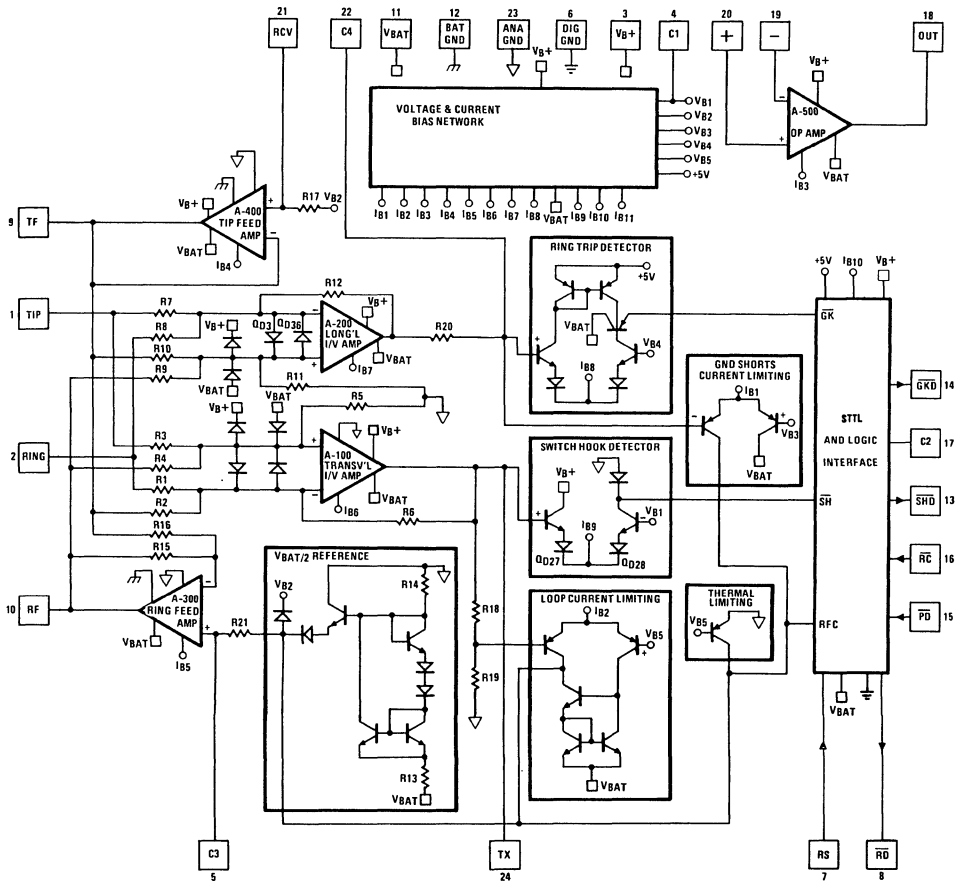 21 22 11 12 23 6 3 4 20 19 18
RCV C4 VBAT BAT GND ANA GND DIG GND VB+ C1 + − OUT
VB+
VOLTAGE & CURRENT
BIAS NETWORK
VB1
VB2
VB3
VB4
VB5
+5V
IB1 IB2 IB3 IB4 IB5 IB6 IB7 IB8 VBAT IB9 IB10 IB11
VB+
−
A-500
OP AMP
+
VBAT
IB3
R17 VB2
VB+
+
A-400
TIP FEED
AMP
−
VBAT
IB4
9 TF
1 TIP
R7
R8
R10
R9
VB+
VBAT
QD3 QD36
R12
VB+
−
A-200
LONG'L
I/V AMP
+
VBAT
IB7
R20
R11
R5
RING TRIP DETECTOR
+5V
VBAT
+
VB4
IB8
GND SHORTS
CURRENT LIMITING
IB1
−
+
VB3
VBAT
+5V IB10 VB+
GK
STTL
AND LOGIC
INTERFACE
SH
RFC
VBAT
GKD 14
C2 17
SHD 13
RC 16
PD 15
2 RING
R3
R4
R1
R2
R16
R15
VB+ VBAT
VB+
+
A-100
TRANSV'L
I/V AMP
−
VBAT
IB6
R6
SWITCH HOOK DETECTOR
VB+
+
IB9
VB1
−
QD27 QD28
10 RF
−
A-300
RING FEED
AMP
+
VBAT
IB5
R21
VBAT/2 REFERENCE
VB2
R14
R13
VBAT
R18
R19
LOOP CURRENT LIMITING
IB2
−
VB5
+
VBAT
THERMAL
LIMITING
VB5
C3
5
TX
24
RS
7
RD
8